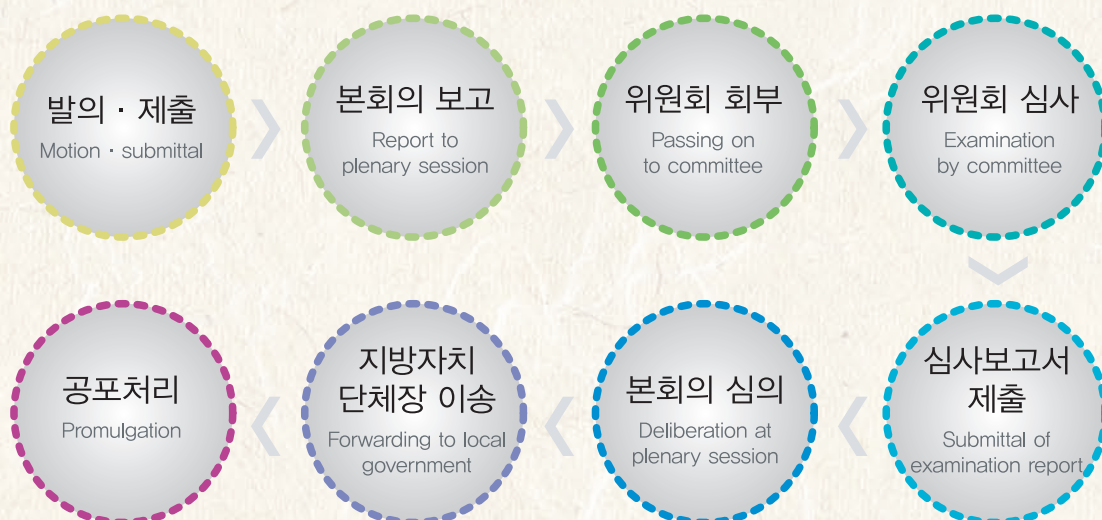 발의 · 제출
Motion · submittal
본회의 보고
Report to
plenary session
위원회 회부
Passing on
to committee
위원회 심사
Examination
by committee
심사보고서
제출
Submittal of
examination report
본회의 심의
Deliberation at
plenary session
지방자치
단체장 이송
Forwarding to local
government
공포처리
Promulgation